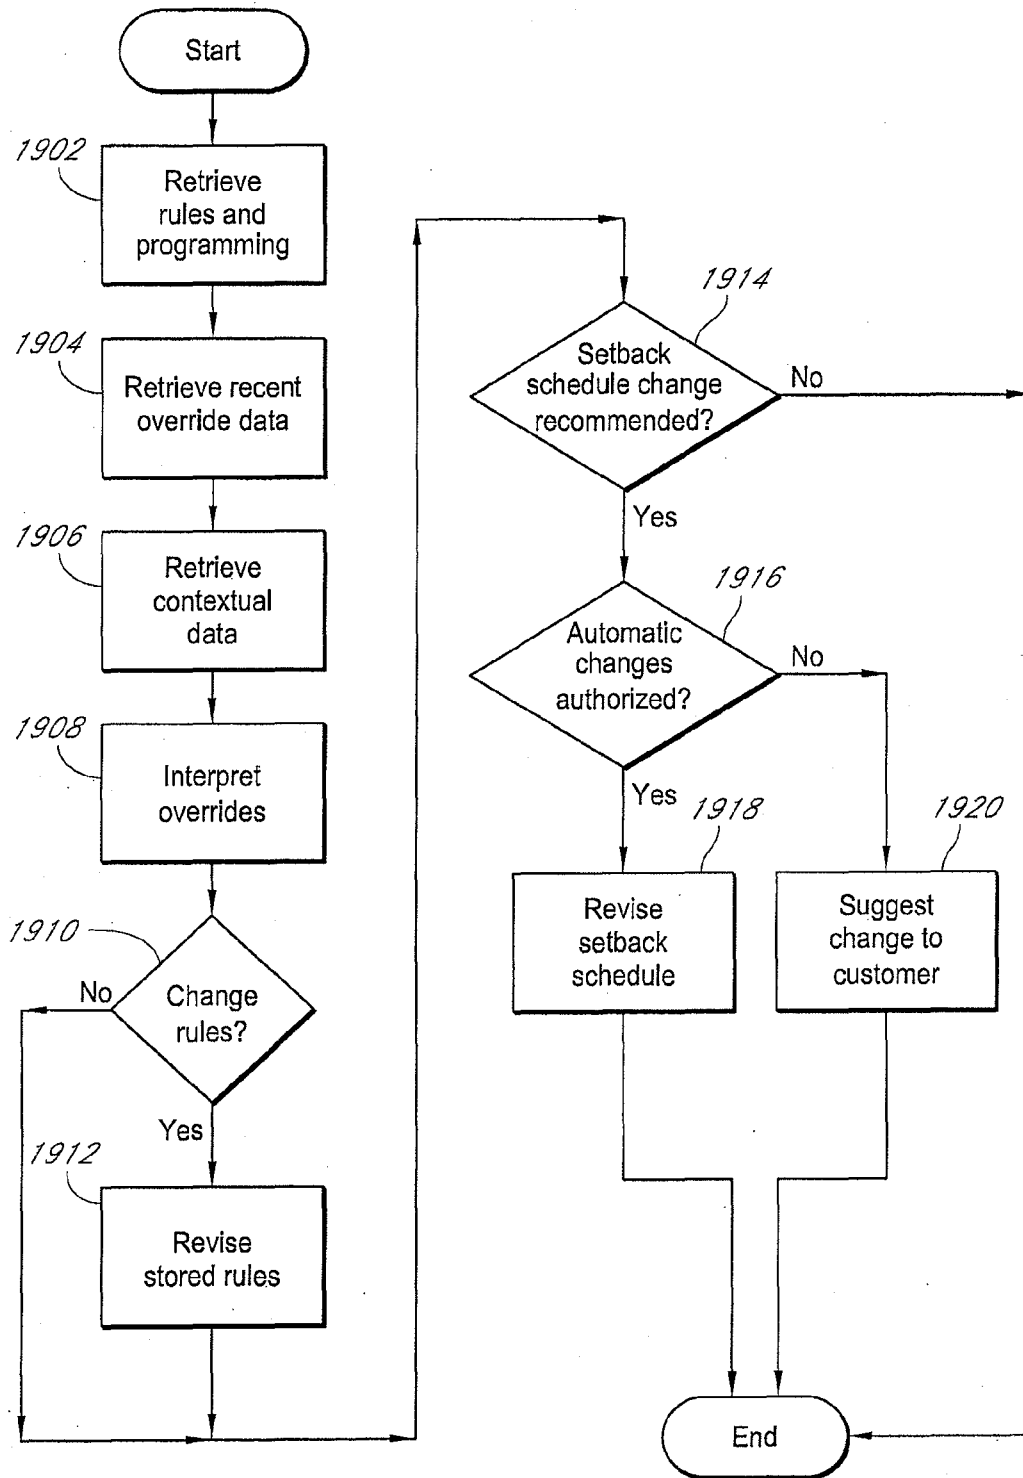 Start
1902
Retrieve
rules and
programming
1904
Retrieve recent
override data
1906
Retrieve
contextual
data
1908
Interpret
overrides
1910
No
Change
rules?
Yes
1912
Revise
stored rules
1914
Setback
schedule change
recommended?
No
Yes
1916
Automatic
changes
authorized?
No
Yes
1918
Revise
setback
schedule
1920
Suggest
change to
customer
End